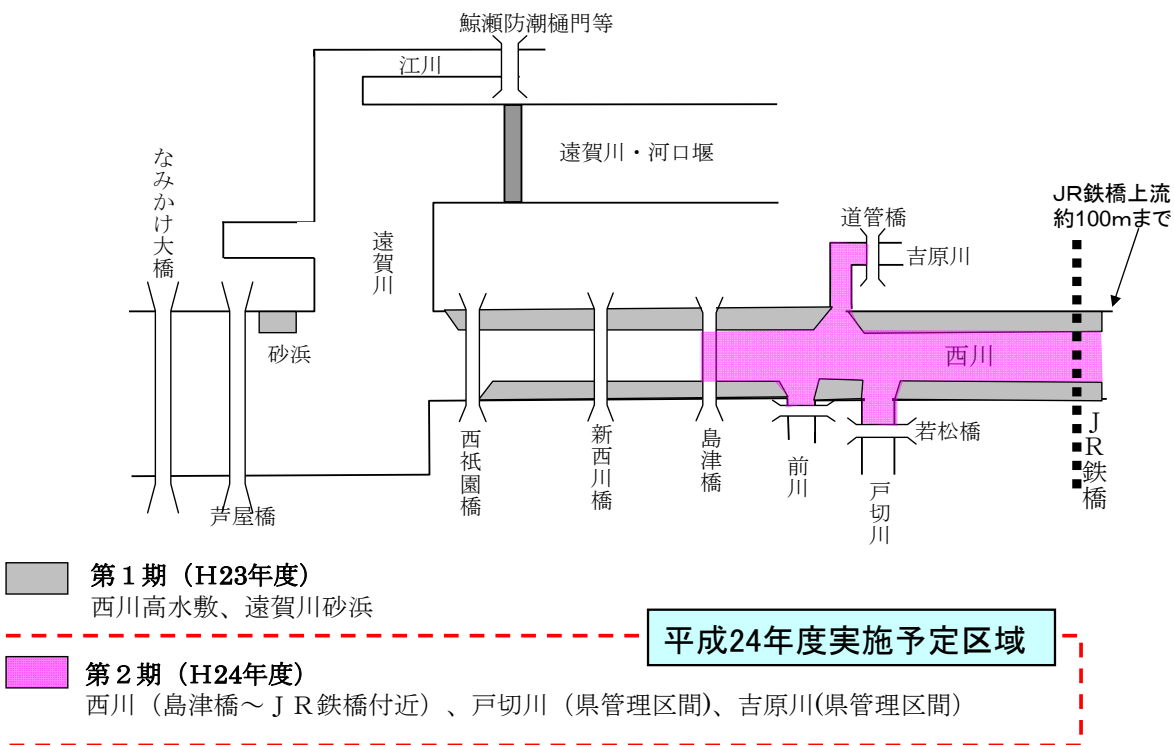 鯨瀬防潮樋門等
江川
遠賀川・河口堰
なみかけ大橋
遠賀川
砂浜
JR鉄橋上流
約100mまで
道管橋
吉原川
西川
西祇園橋
新西川橋
島津橋
前川
戸切川
若松橋
JR鉄橋
芦屋橋
第1期（H23年度）
西川高水敷、遠賀川砂浜
平成24年度実施予定区域
第2期（H24年度）
西川（島津橋～ＪＲ鉄橋付近）、戸切川（県管理区間）、吉原川(県管理区間）